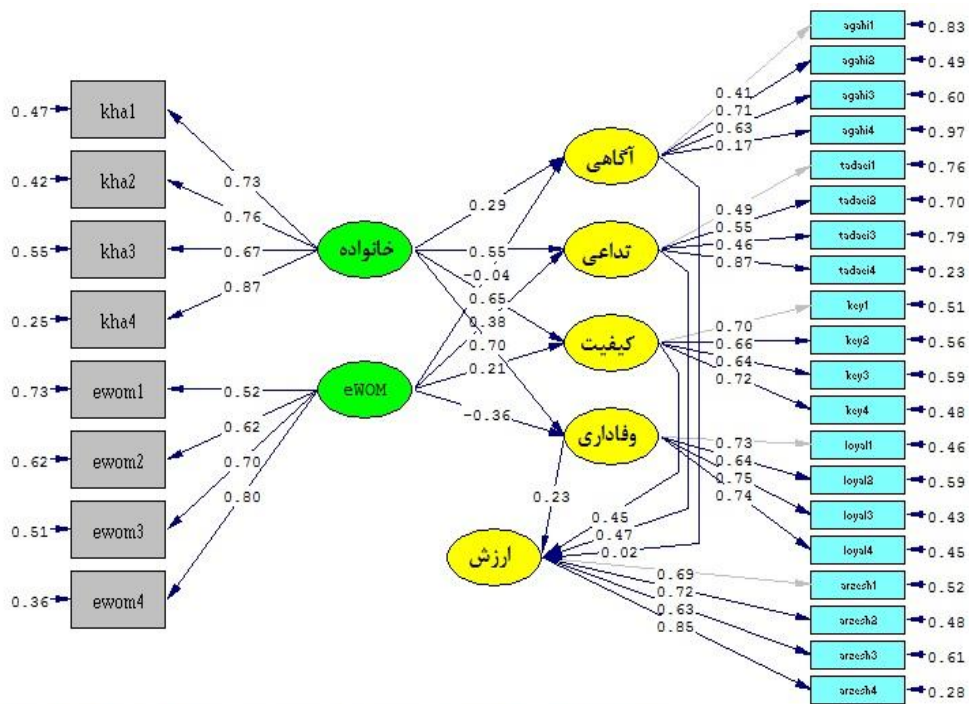 0.47
kha1
0.42
kha2
0.55
kha3
0.25
kha4
0.73
ewom1
0.62
ewom2
0.51
ewom3
0.36
ewom4
0.73
0.76
0.67
0.87
0.52
0.62
0.70
0.80
خانواده
eWOM
0.29
0.55
-0.04
0.65
0.38
0.70
0.21
-0.36
آگاهی
تداعی
کیفیت
وفاداری
ارزش
0.23
0.45
0.47
0.02
0.41
0.71
0.63
0.17
0.49
0.55
0.46
0.87
0.70
0.66
0.64
0.72
0.73
0.64
0.75
0.74
0.69
0.72
0.63
0.85
agahi1
0.83
agahi2
0.49
agahi3
0.60
agahi4
0.97
tadaei1
0.76
tadaei2
0.70
tadaei3
0.79
tadaei4
0.23
key1
0.51
key2
0.56
key3
0.59
key4
0.48
loyal1
0.46
loyal2
0.59
loyal3
0.43
loyal4
0.45
arzesh1
0.52
arzesh2
0.48
arzesh3
0.61
arzesh4
0.28